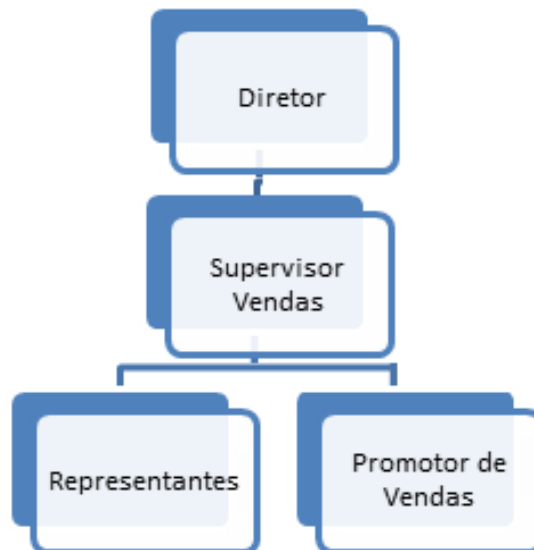 Diretor
Supervisor
Vendas
Representantes
Promotor de
Vendas